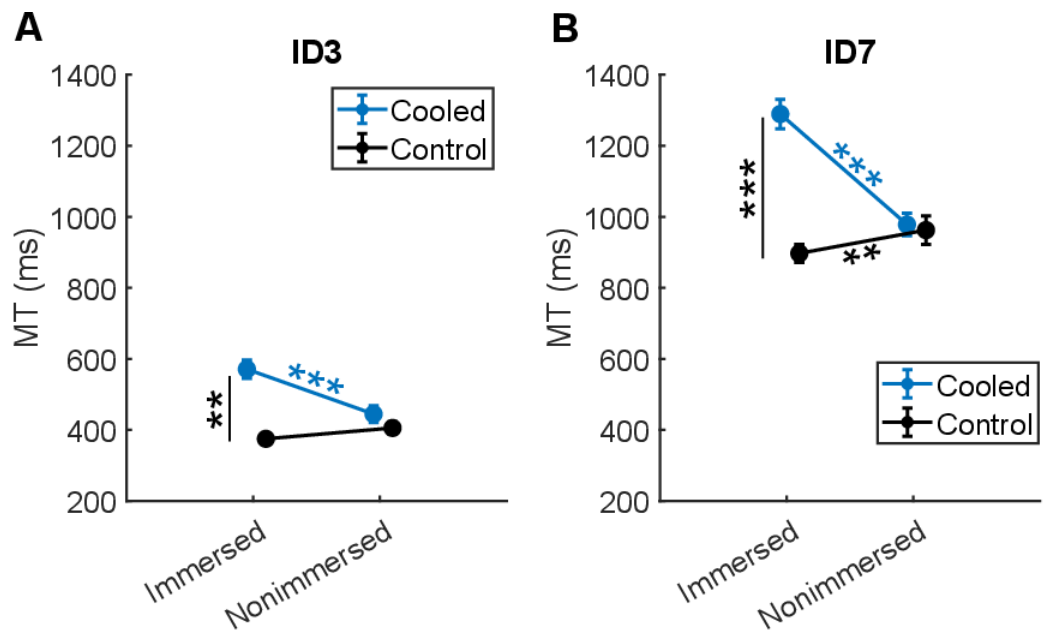 A
ID3
1400
1200
1000
800
600
400
200
MT (ms)
Cooled
Control
**
***
Immersed
Nonimmersed
B
ID7
1400
1200
1000
800
600
400
200
MT (ms)
***
***
**
Cooled
Control
Immersed
Nonimmersed